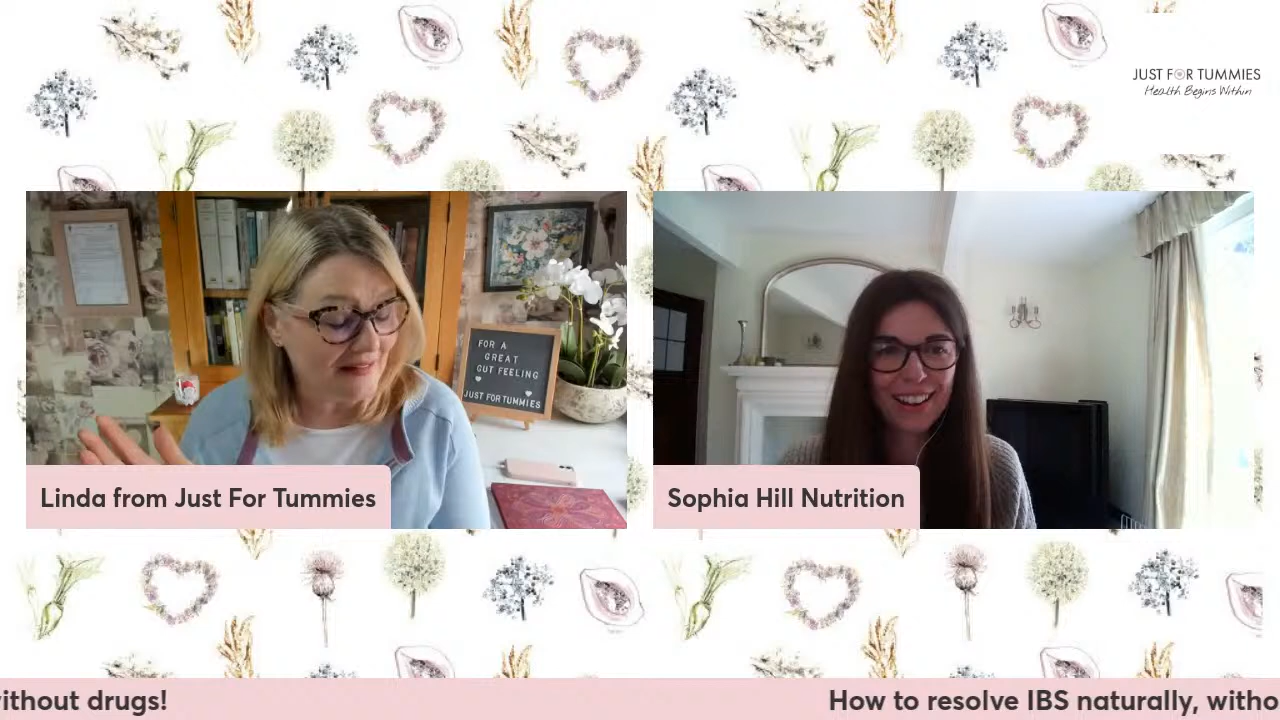 JUST FOR TUMMIES
Health Begins Within
FOR A
GREAT
GUT FEELING
JUST FOR TUMMIES
Linda from Just For Tummies
Sophia Hill Nutrition
ithout drugs!
How to resolve IBS naturally, witho